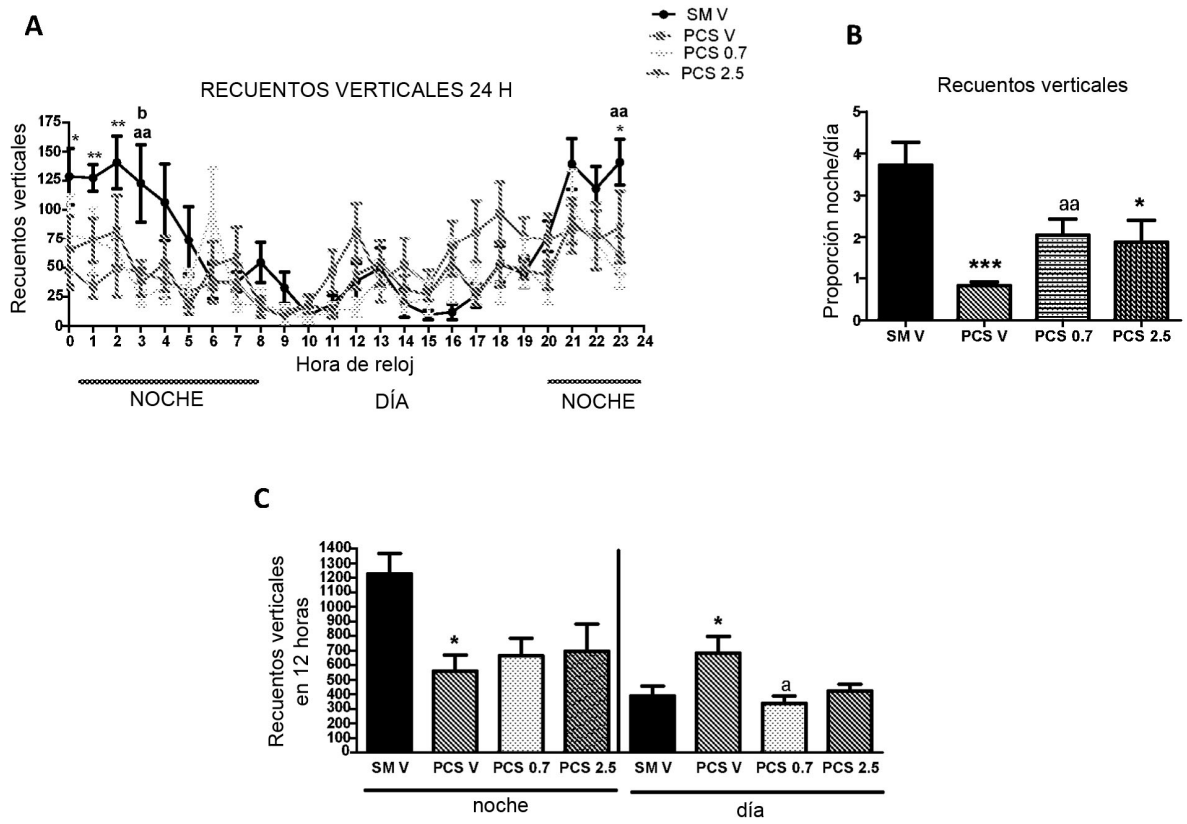 A
SM V
PCS V
PCS 0.7
PCS 2.5
RECUENTOS VERTICALES 24 H
Recuentos verticales
175
150
125
100
75
50
25
0
*
**
**
b
aa
aa
*
0 1 2 3 4 5 6 7 8 9 10 11 12 13 14 15 16 17 18 19 20 21 22 23 24
Hora de reloj
NOCHE
DÍA
NOCHE
B
Recuentos verticales
Proporción noche/día
5
4
3
2
1
0
***
aa
*
SM V PCS V PCS 0.7 PCS 2.5
C
Recuentos verticales
en 12 horas
1400
1300
1200
1100
1000
900
800
700
600
500
400
300
200
100
0
*
*
a
SM V PCS V PCS 0.7 PCS 2.5 SM V PCS V PCS 0.7 PCS 2.5
noche
día